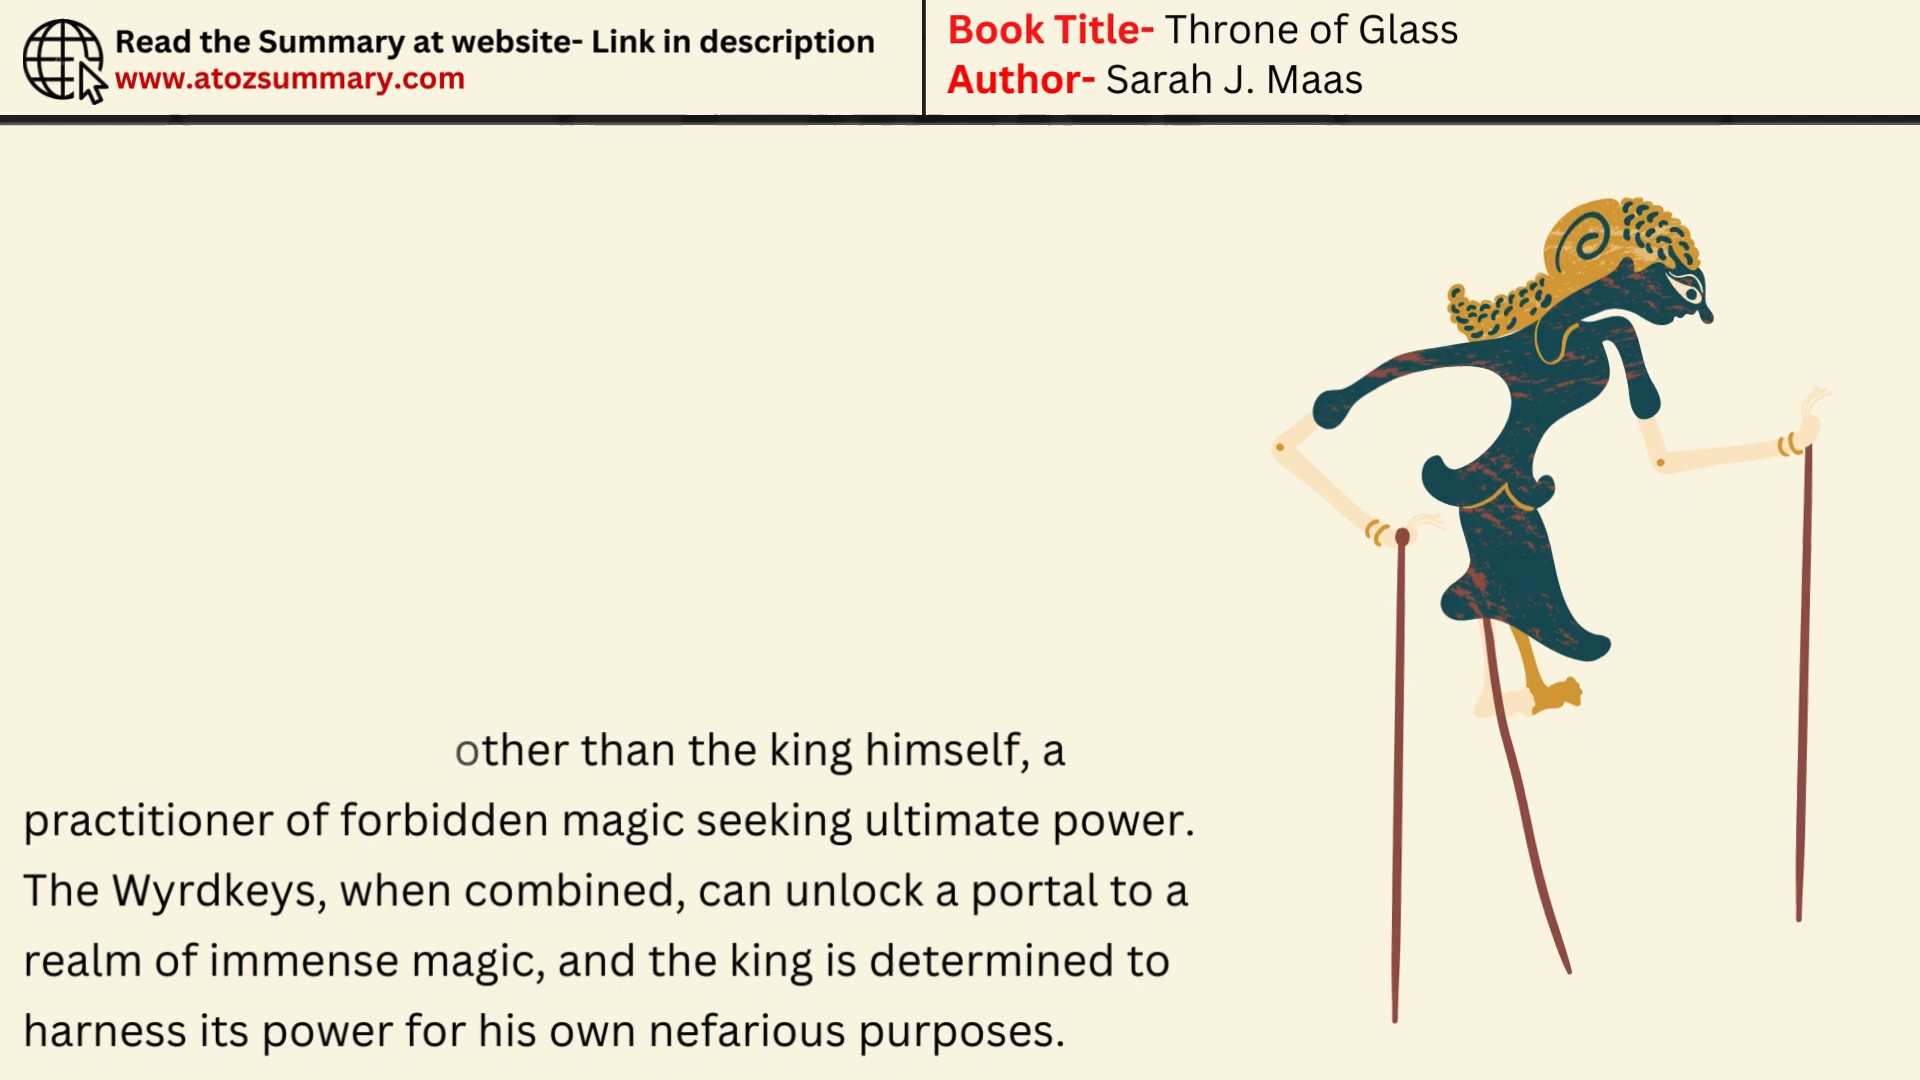 Read the Summary at website- Link in description
www.atozsummary.com
Book Title- Throne of Glass
Author- Sarah J. Maas
other than the king himself, a
practitioner of forbidden magic seeking ultimate power.
The Wyrdkeys, when combined, can unlock a portal to a
realm of immense magic, and the king is determined to
harness its power for his own nefarious purposes.